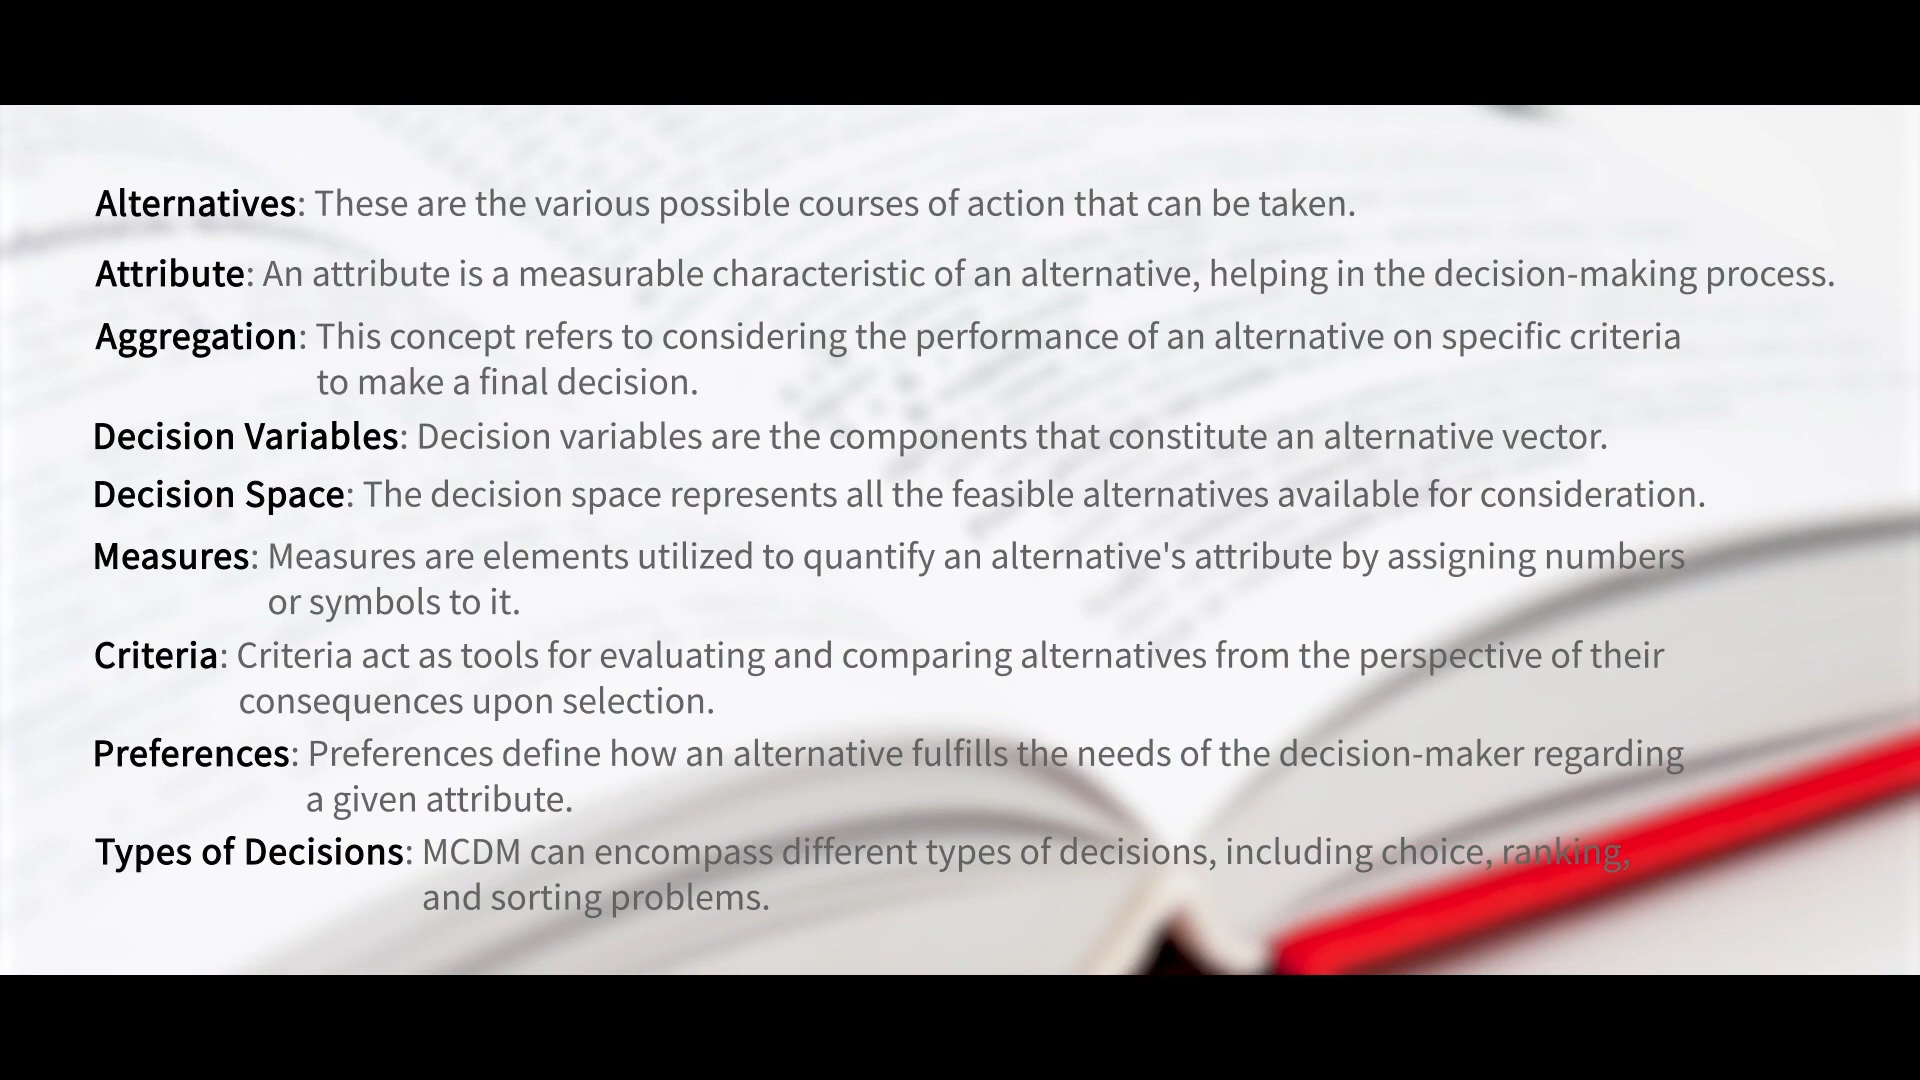 Alternatives: These are the various possible courses of action that can be taken.
Attribute: An attribute is a measurable characteristic of an alternative, helping in the decision-making process.
Aggregation: This concept refers to considering the performance of an alternative on specific criteria
to make a final decision.
Decision Variables: Decision variables are the components that constitute an alternative vector.
Decision Space: The decision space represents all the feasible alternatives available for consideration.
Measures: Measures are elements utilized to quantify an alternative's attribute by assigning numbers
or symbols to it.
Criteria: Criteria act as tools for evaluating and comparing alternatives from the perspective of their
consequences upon selection.
Preferences: Preferences define how an alternative fulfills the needs of the decision-maker regarding
a given attribute.
Types of Decisions: MCDM can encompass different types of decisions, including choice, ranking,
and sorting problems.